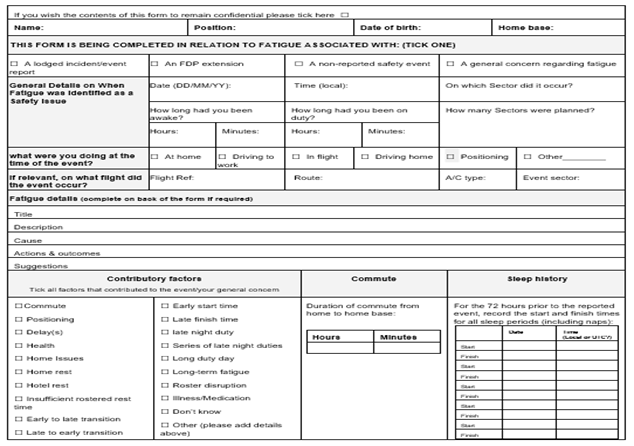 If you wish the contents of this form to remain confidential please tick here ☐
Name: Position: Date of birth: Home base:
THIS FORM IS BEING COMPLETED IN RELATION TO FATIGUE ASSOCIATED WITH: (TICK ONE)
☐ A lodged incident/event report ☐ An FDP extension ☐ A non-reported safety event ☐ A general concern regarding fatigue
General Details on When Fatigue was Identified as a Safety Issue
Date (DD/MM/YY): Time (local): On which Sector did it occur?
How long had you been awake? How long had you been on duty? How many Sectors were planned?
Hours: Minutes: Hours: Minutes:
what were you doing at the time of the event? ☐ At home ☐ Driving to work ☐ In flight ☐ Driving home ☐ Positioning ☐ Other_________
If relevant, on what flight did the event occur? Flight Ref: Route: A/C type: Event sector:
Fatigue details (complete on back of the form if required)
Title
Description
Cause
Actions & outcomes
Suggestions
Contributory factors
Tick all factors that contributed to the event/your general concern
☐Commute
☐ Positioning
☐ Delay(s)
☐ Health
☐ Home Issues
☐ Home rest
☐ Hotel rest
☐ Insufficient rostered rest time
☐ Early to late transition
☐ Late to early transition
☐ Early start time
☐ Late finish time
☐ late night duty
☐ Series of late night duties
☐ Long duty day
☐ Long-term fatigue
☐ Roster disruption
☐ Illness/Medication
☐ Don't know
☐ Other (please add details above)
Commute
Duration of commute from home to home base:
Hours Minutes
Sleep history
For the 72 hours prior to the reported event, record the start and finish times for all sleep periods (including naps):
Date Time (Local or UTC?)
Start
Finish
Start
Finish
Start
Finish
Start
Finish
Start
Finish